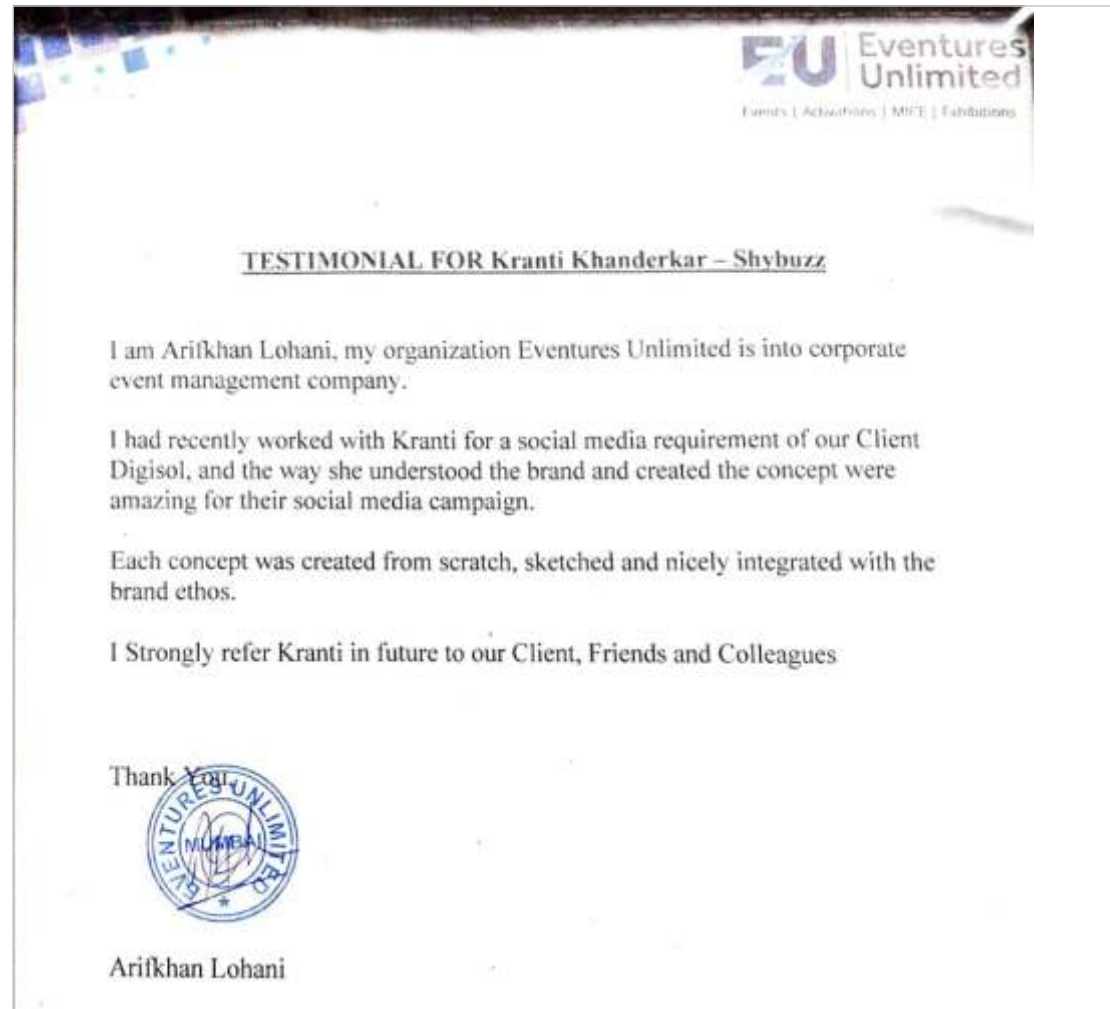 EU Eventures
Unlimited
Events | Activations | MICE | Exhibitions
TESTIMONIAL FOR Kranti Khanderkar – Shybuzz
I am Arifkhan Lohani, my organization Eventures Unlimited is into corporate
event management company.
I had recently worked with Kranti for a social media requirement of our Client
Digisol, and the way she understood the brand and created the concept were
amazing for their social media campaign.
Each concept was created from scratch, sketched and nicely integrated with the
brand ethos.
I Strongly refer Kranti in future to our Client, Friends and Colleagues
Thank You,
EVENTURES UNLIMITED
MUMBAI
Arifkhan Lohani